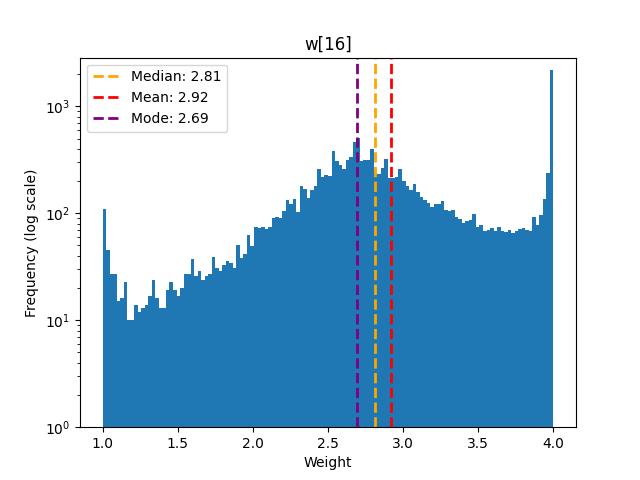 w[16]
Median: 2.81
Mean: 2.92
Mode: 2.69
Frequency (log scale)
10³
10²
10¹
10⁰
1.0 1.5 2.0 2.5 3.0 3.5 4.0
Weight